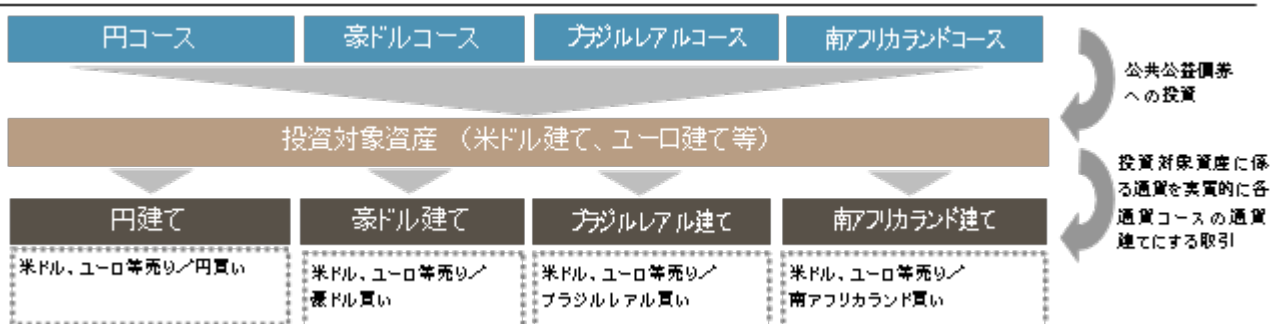 円コース
豪ドルコース
ブラジルレアルコース
南アフリカランドコース
公共公益債券
への投資
投資対象資産 (米ドル建て、ユーロ建て等)
投資対象資産に係
る通貨を実質的に各
通貨コースの通貨
建てにする取引
円建て
豪ドル建て
ブラジルレアル建て
南アフリカランド建て
米ドル、ユーロ等売り/円買い
米ドル、ユーロ等売り/
豪ドル買い
米ドル、ユーロ等売り/
ブラジルレアル買い
米ドル、ユーロ等売り/
南アフリカランド買い